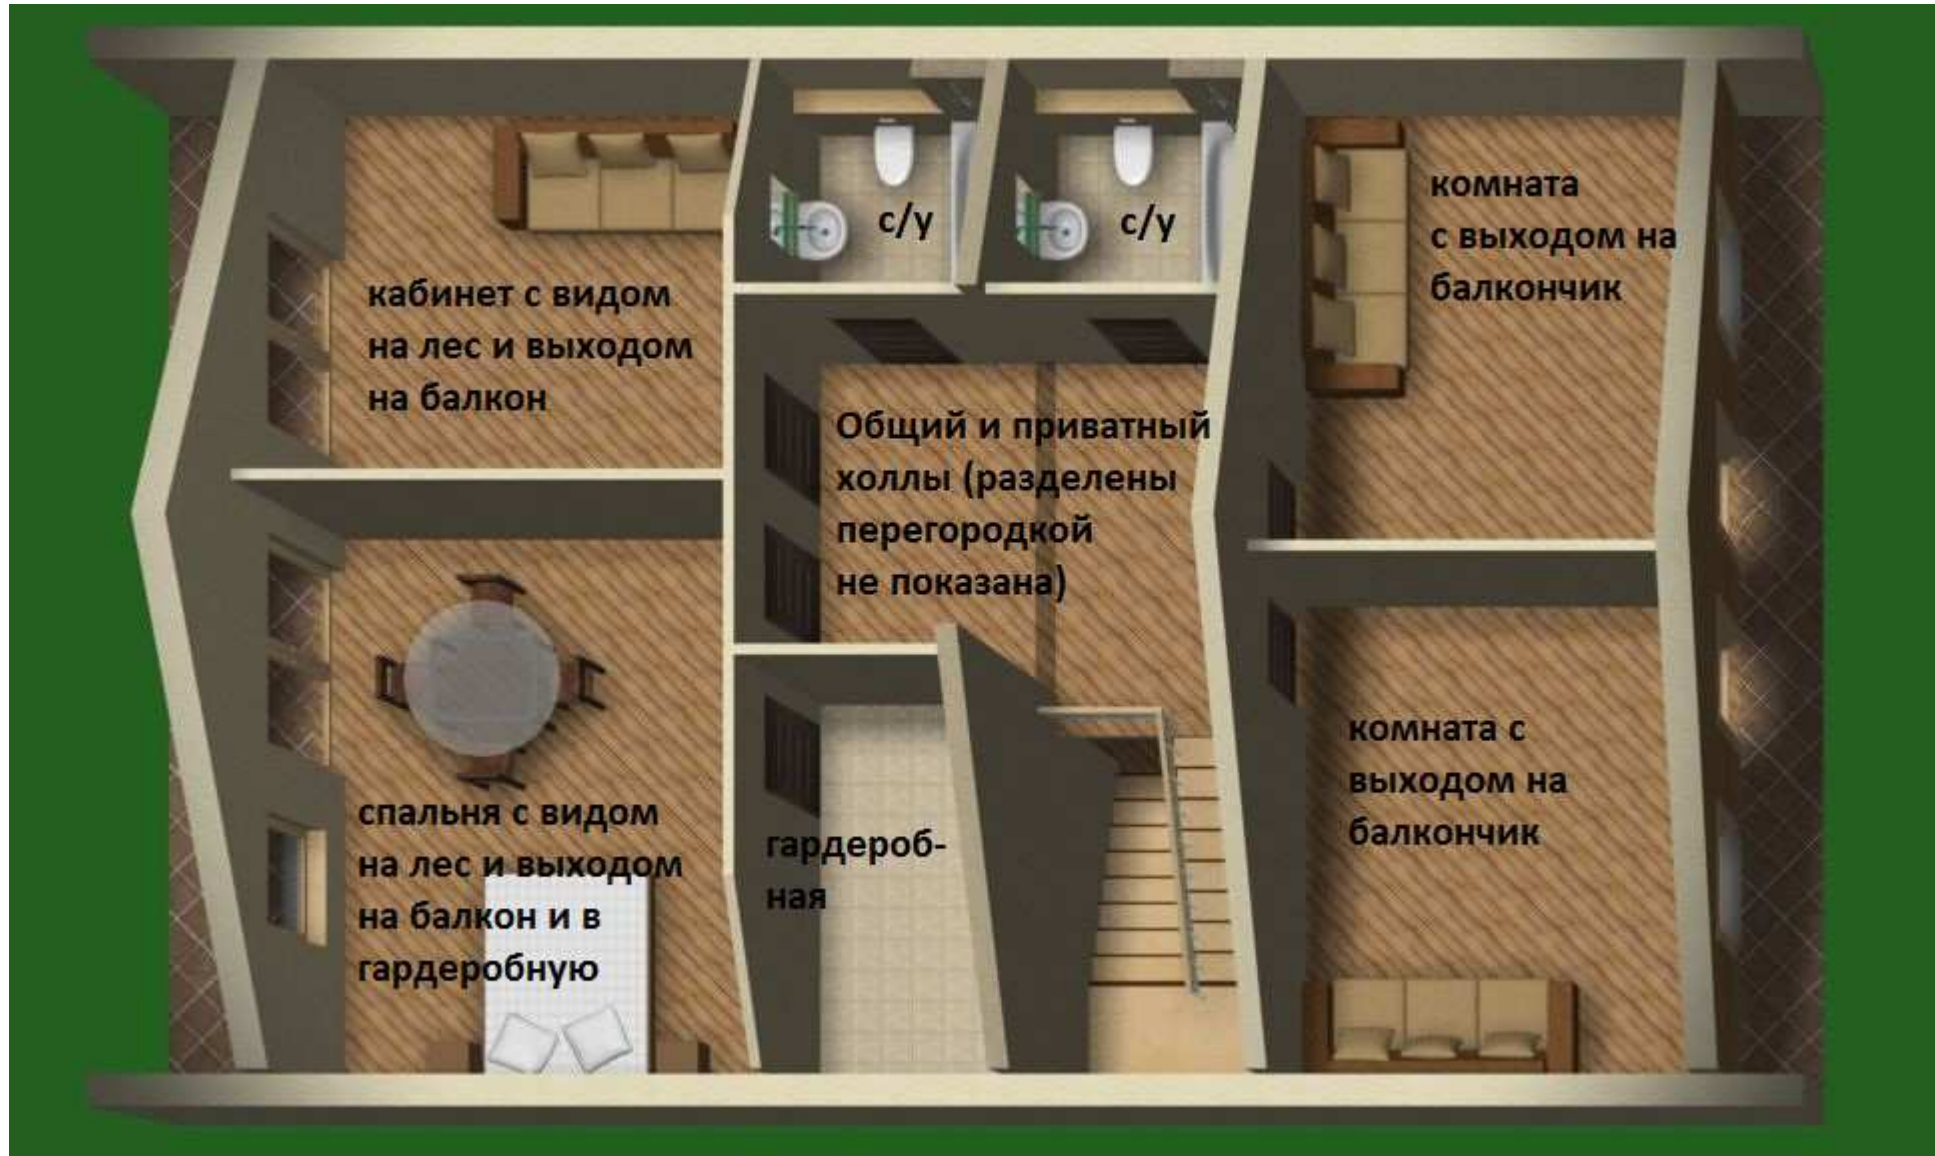 кабинет с видом
на лес и выходом
на балкон
с/у
с/у
комната
с выходом на
балкончик
Общий и приватный
холлы (разделены
перегородкой
не показана)
спальня с видом
на лес и выходом
на балкон и в
гардеробную
гардероб-
ная
комната с
выходом на
балкончик